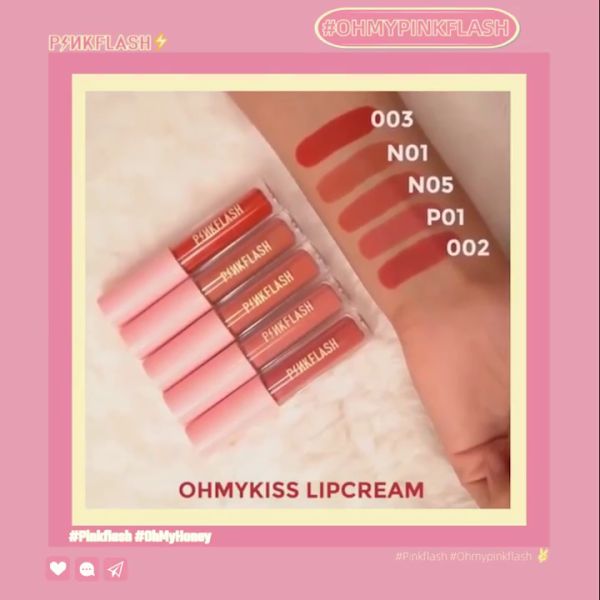 #OHMYPINKFLASH
PINKFLASH⚡
003
N01
N05
P01
002
PINKFLASH
PINKFLASH
PINKFLASH
PINKFLASH
PINKFLASH
OHMYKISS LIPCREAM
#Pinkflash #OhMyHoney
#Pinkflash #Ohmypinkflash ✌